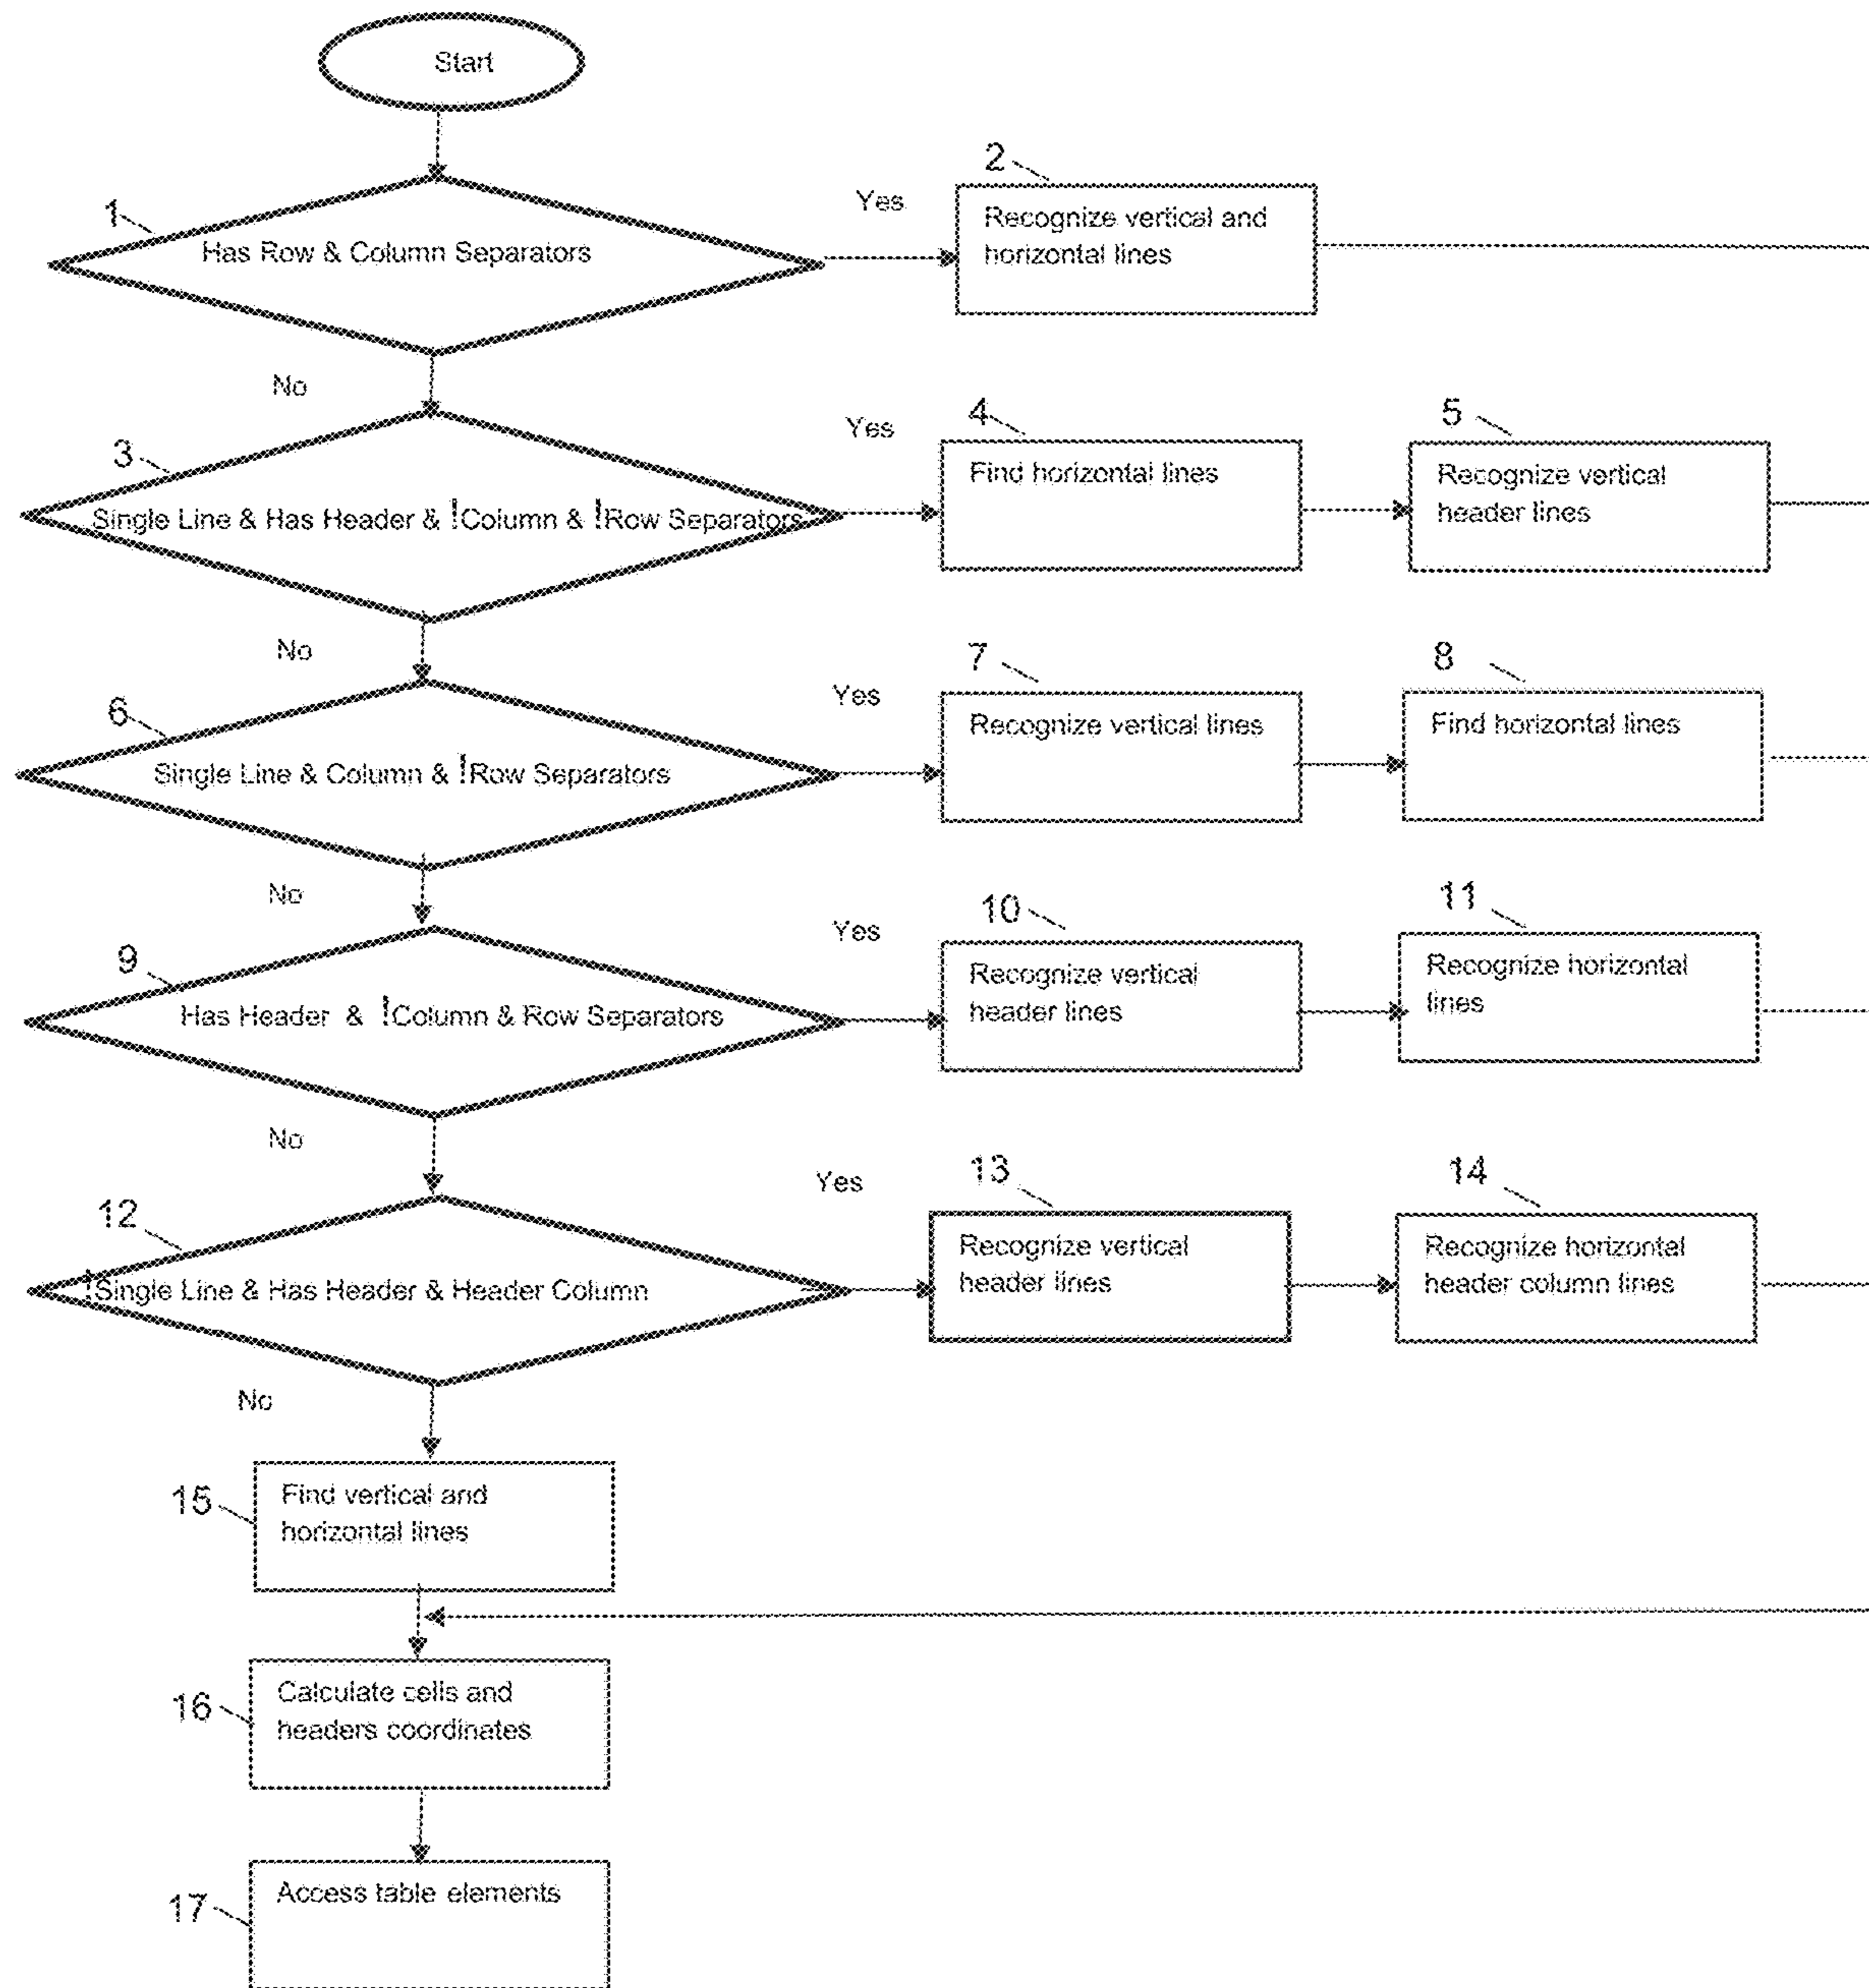 Start
1
Has Row & Column Separators
Yes
2
Recognize vertical and
horizontal lines
No
3
Single Line & Has Header & !Column & !Row Separators
Yes
4
Find horizontal lines
5
Recognize vertical
header lines
No
6
Single Line & Column & !Row Separators
Yes
7
Recognize vertical lines
8
Find horizontal lines
No
9
Has Header & !Column & Row Separators
Yes
10
Recognize vertical
header lines
11
Recognize horizontal
lines
No
12
!Single Line & Has Header & Header Column
Yes
13
Recognize vertical
header lines
14
Recognize horizontal
header column lines
No
15
Find vertical and
horizontal lines
16
Calculate cells and
headers coordinates
17
Access table elements